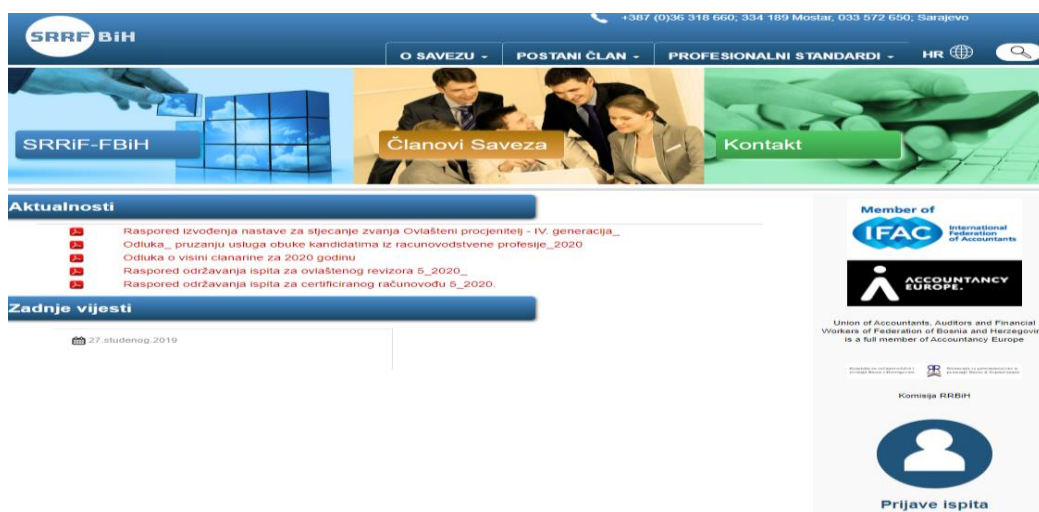 +387 (0)36 318 660; 334 189 Mostar, 033 572 650; Sarajevo
SRRF BiH
O SAVEZU
POSTANI ČLAN
PROFESIONALNI STANDARDI
HR
SRRiF-FBiH
Članovi Saveza
Kontakt
Aktualnosti
Raspored izvođenja nastave za stjecanje zvanja Ovlašteni procjenitelj - IV. generacija_
Odluka_ pruzanju usluga obuke kandidatima iz racunovodstvene profesije_2020
Odluka o visini clanarine za 2020 godinu
Raspored održavanja ispita za ovlaštenog revizora 5_2020_
Raspored održavanja ispita za certificiranog računovođu 5_2020.
Zadnje vijesti
27.studenog.2019
Member of
IFAC
International
Federation
of Accountants
ACCOUNTANCY
EUROPE.
Union of Accountants, Auditors and Financial
Workers of Federation of Bosnia and Herzegovin
is a full member of Accountancy Europe
Komisija RRBiH
Prijave ispita